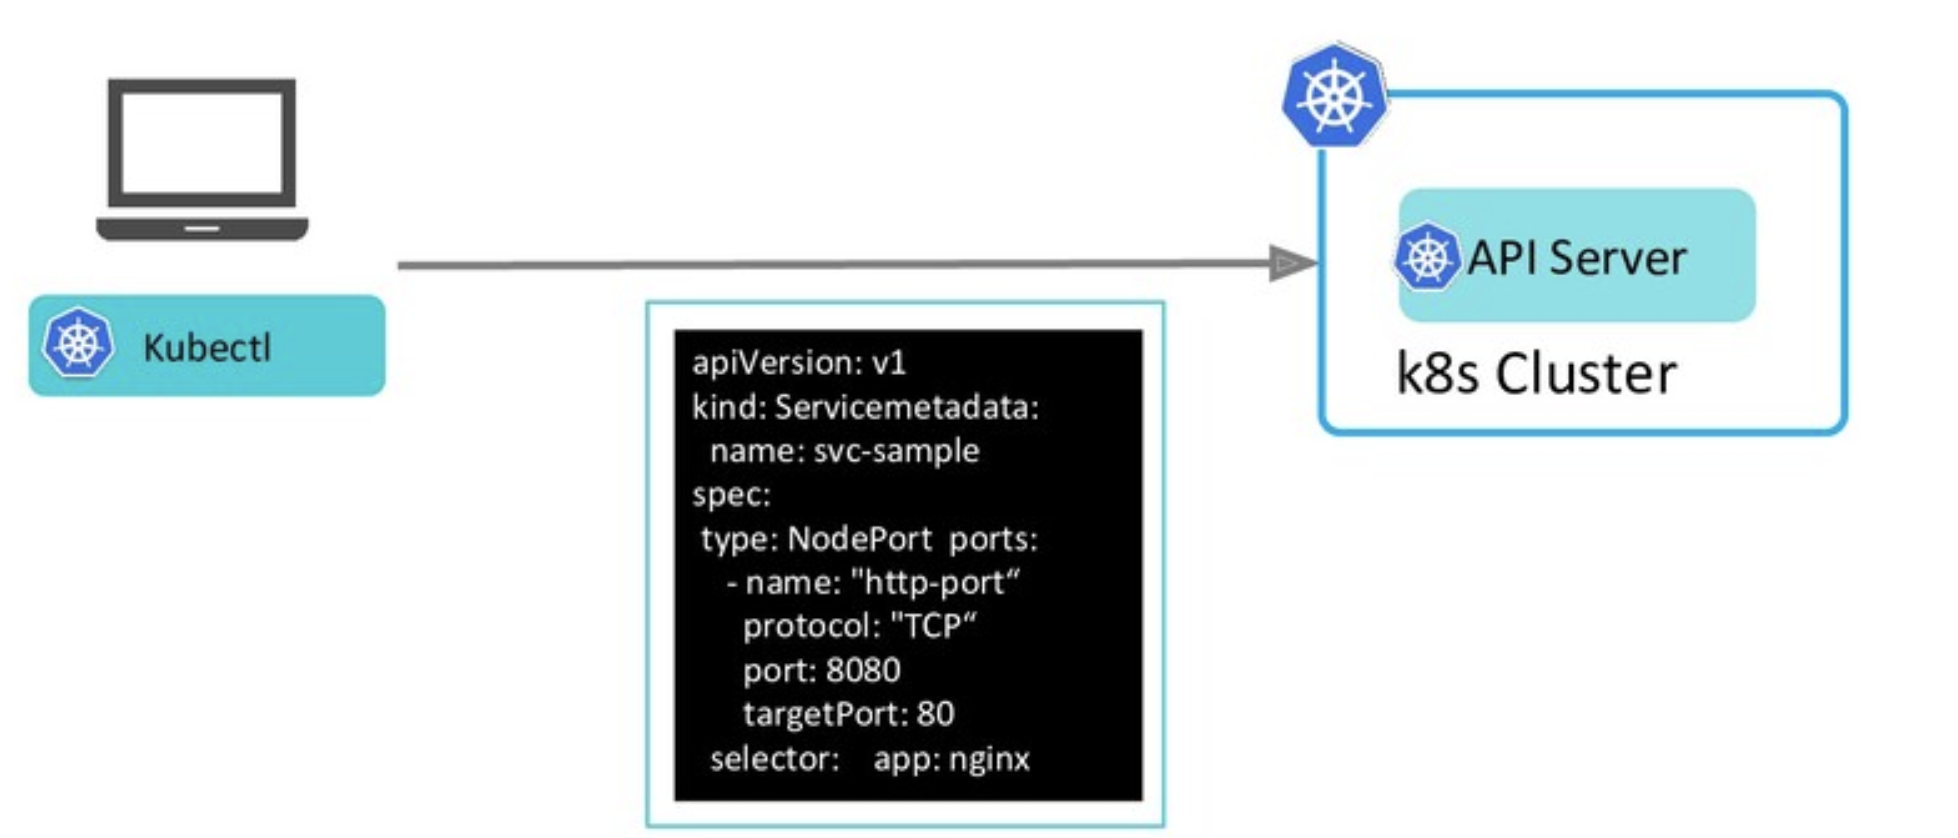 Kubectl
apiVersion: v1
kind: Servicemetadata:
  name: svc-sample
spec:
 type: NodePort  ports:
   - name: "http-port“
     protocol: "TCP“
     port: 8080
     targetPort: 80
  selector:    app: nginx
API Server
k8s Cluster